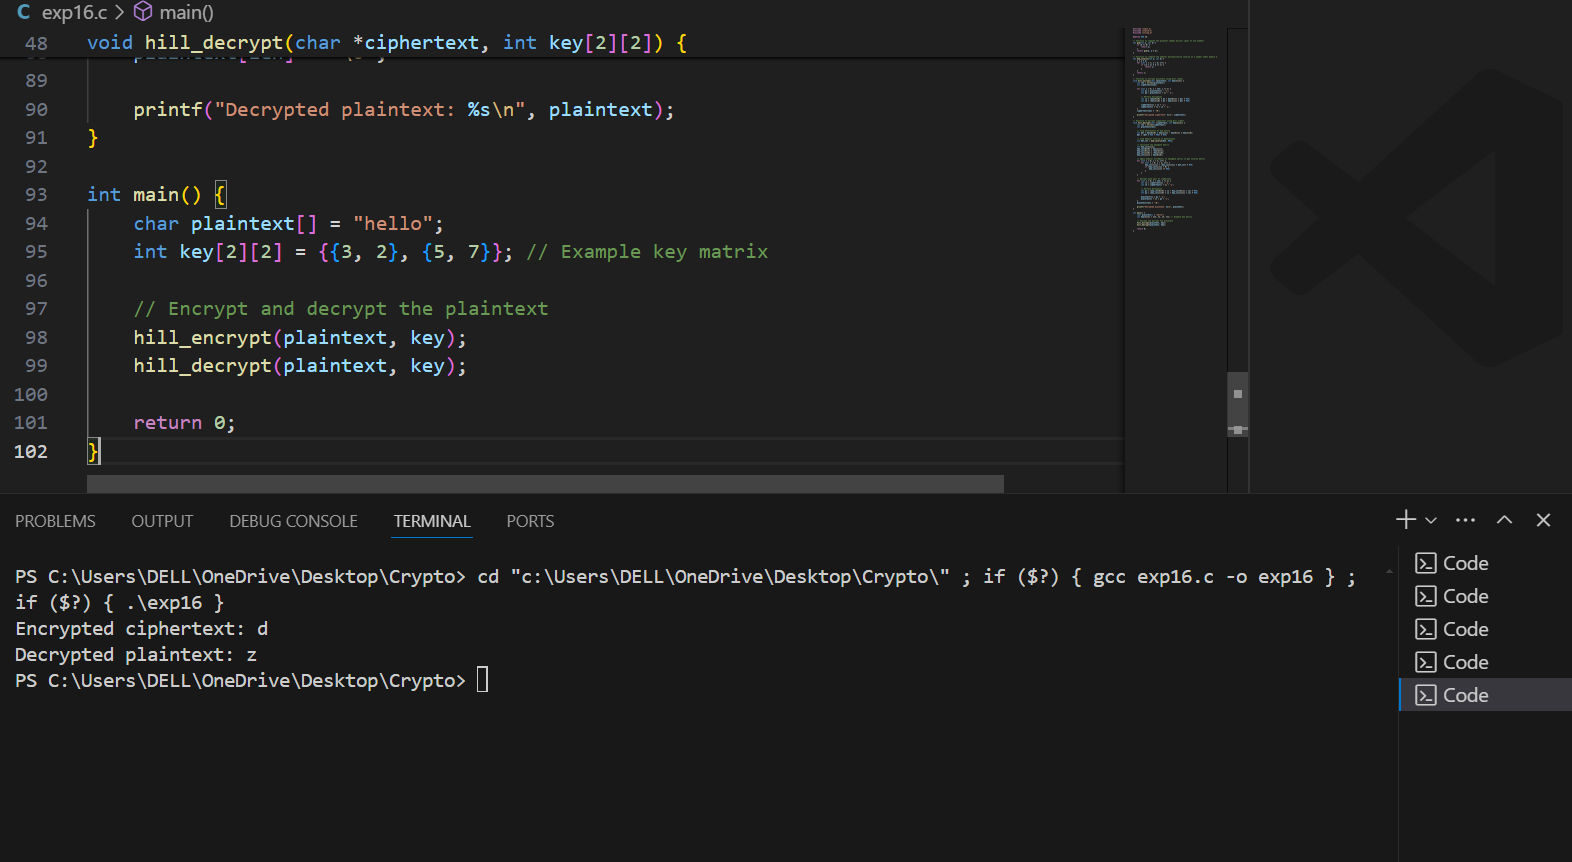 C exp16.c > main()
48 void hill_decrypt(char *ciphertext, int key[2][2]) {
89
90 printf("Decrypted plaintext: %s\n", plaintext);
91 }
92
93 int main() {
94 char plaintext[] = "hello";
95 int key[2][2] = {{3, 2}, {5, 7}}; // Example key matrix
96
97 // Encrypt and decrypt the plaintext
98 hill_encrypt(plaintext, key);
99 hill_decrypt(plaintext, key);
100
101 return 0;
102 }
PROBLEMS OUTPUT DEBUG CONSOLE TERMINAL PORTS
PS C:\Users\DELL\OneDrive\Desktop\Crypto> cd "c:\Users\DELL\OneDrive\Desktop\Crypto\" ; if ($?) { gcc exp16.c -o exp16 } ;
if ($?) { .\exp16 }
Encrypted ciphertext: d
Decrypted plaintext: z
PS C:\Users\DELL\OneDrive\Desktop\Crypto>
Code
Code
Code
Code
Code